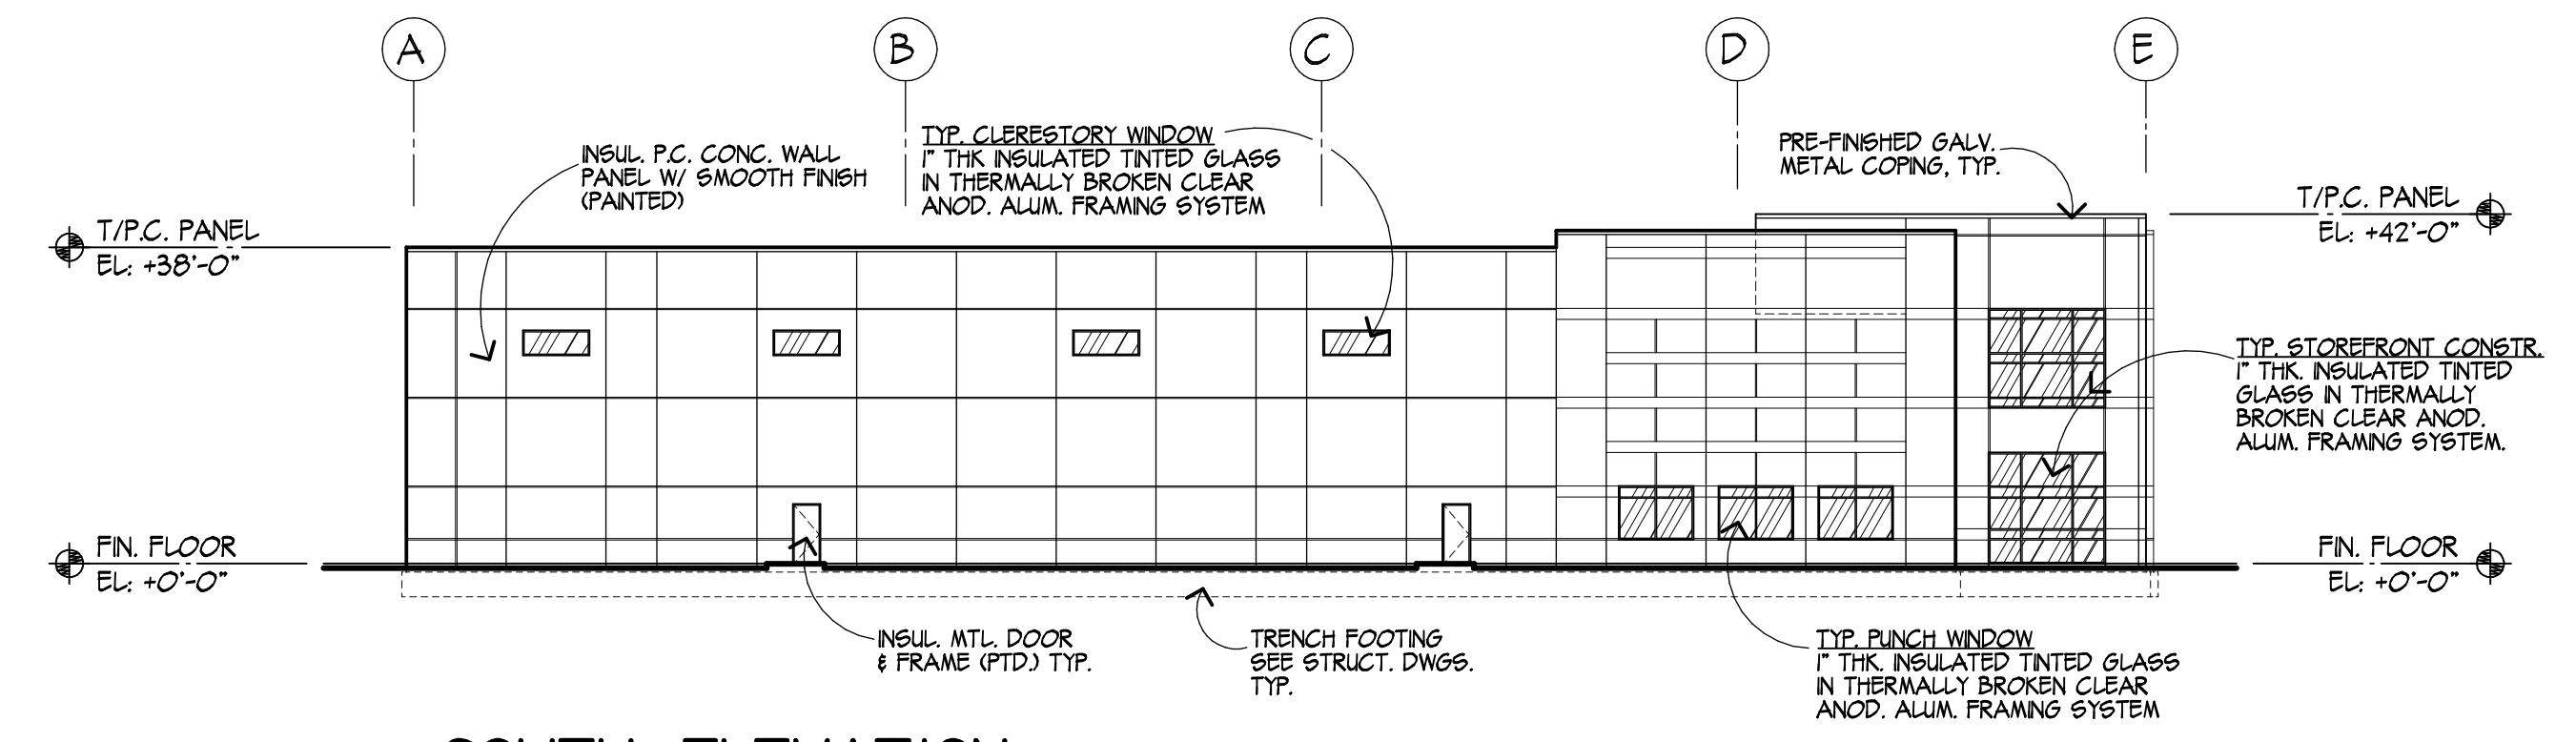 A
B
C
D
E
INSUL. P.C. CONC. WALL
PANEL W/ SMOOTH FINISH
(PAINTED)
TYP. CLERESTORY WINDOW
1" THK INSULATED TINTED GLASS
IN THERMALLY BROKEN CLEAR
ANOD. ALUM. FRAMING SYSTEM
PRE-FINISHED GALV.
METAL COPING, TYP.
T/P.C. PANEL
EL: +38'-0"
T/P.C. PANEL
EL: +42'-0"
TYP. STOREFRONT CONSTR.
1" THK. INSULATED TINTED
GLASS IN THERMALLY
BROKEN CLEAR ANOD.
ALUM. FRAMING SYSTEM.
FIN. FLOOR
EL: +0'-0"
FIN. FLOOR
EL: +0'-0"
INSUL. MTL. DOOR
& FRAME (PTD.) TYP.
TRENCH FOOTING
SEE STRUCT. DWGS.
TYP.
TYP. PUNCH WINDOW
1" THK. INSULATED TINTED GLASS
IN THERMALLY BROKEN CLEAR
ANOD. ALUM. FRAMING SYSTEM
SOUTH ELEVATION